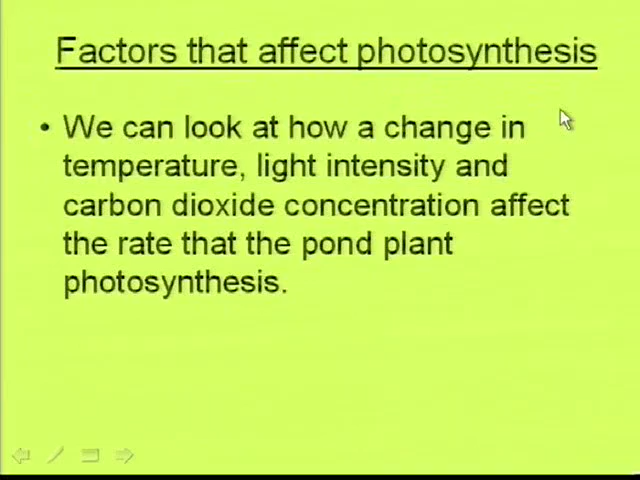 Factors that affect photosynthesis
• We can look at how a change in
temperature, light intensity and
carbon dioxide concentration affect
the rate that the pond plant
photosynthesis.